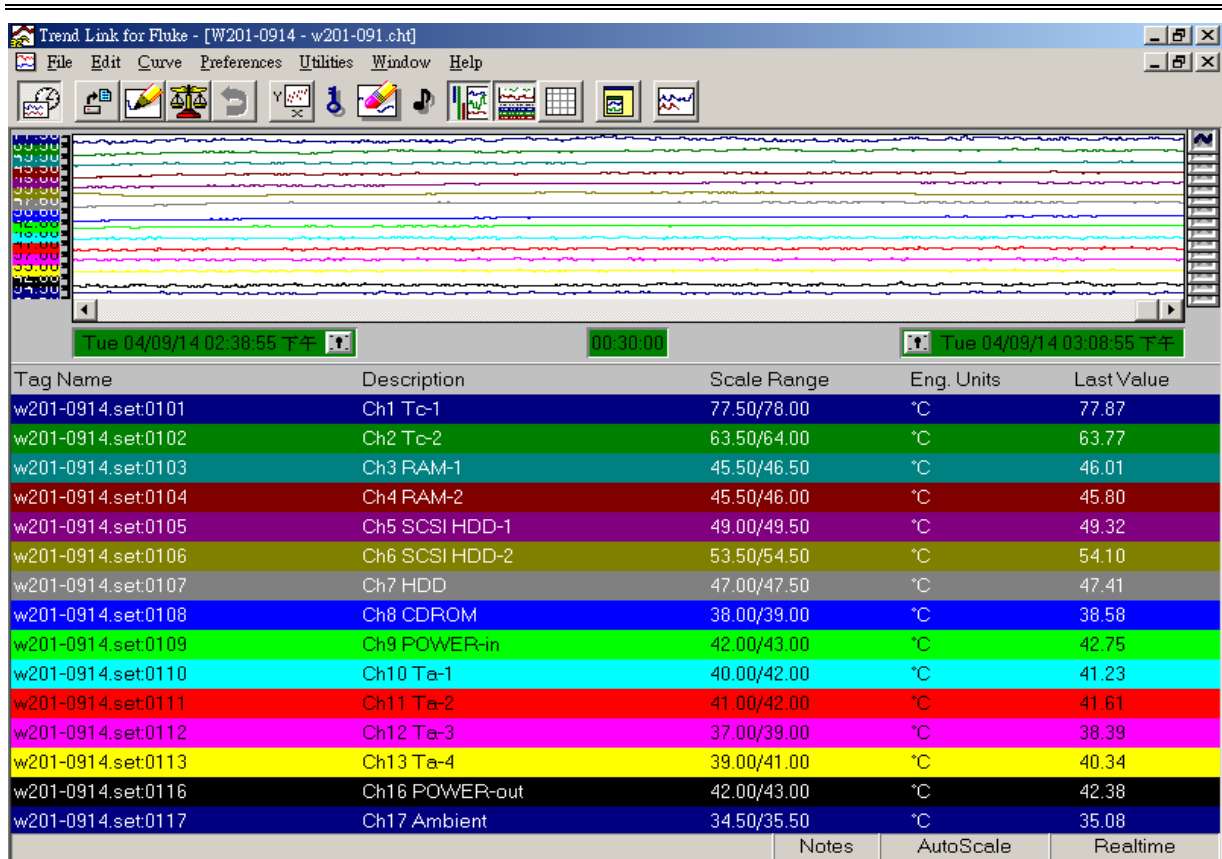 Trend Link for Fluke - [W201-0914 - w201-091.cht]
File Edit Curve Preferences Utilities Window Help
Tue 04/09/14 02:38:55 下午 00:30:00 Tue 04/09/14 03:08:55 下午
Tag Name Description Scale Range Eng. Units Last Value
w201-0914.set:0101 Ch1 Tc-1 77.50/78.00 °C 77.87
w201-0914.set:0102 Ch2 Tc-2 63.50/64.00 °C 63.77
w201-0914.set:0103 Ch3 RAM-1 45.50/46.50 °C 46.01
w201-0914.set:0104 Ch4 RAM-2 45.50/46.00 °C 45.80
w201-0914.set:0105 Ch5 SCSI HDD-1 49.00/49.50 °C 49.32
w201-0914.set:0106 Ch6 SCSI HDD-2 53.50/54.50 °C 54.10
w201-0914.set:0107 Ch7 HDD 47.00/47.50 °C 47.41
w201-0914.set:0108 Ch8 CDROM 38.00/39.00 °C 38.58
w201-0914.set:0109 Ch9 POWER-in 42.00/43.00 °C 42.75
w201-0914.set:0110 Ch10 Ta-1 40.00/42.00 °C 41.23
w201-0914.set:0111 Ch11 Ta-2 41.00/42.00 °C 41.61
w201-0914.set:0112 Ch12 Ta-3 37.00/39.00 °C 38.39
w201-0914.set:0113 Ch13 Ta-4 39.00/41.00 °C 40.34
w201-0914.set:0116 Ch16 POWER-out 42.00/43.00 °C 42.38
w201-0914.set:0117 Ch17 Ambient 34.50/35.50 °C 35.08
Notes AutoScale Realtime